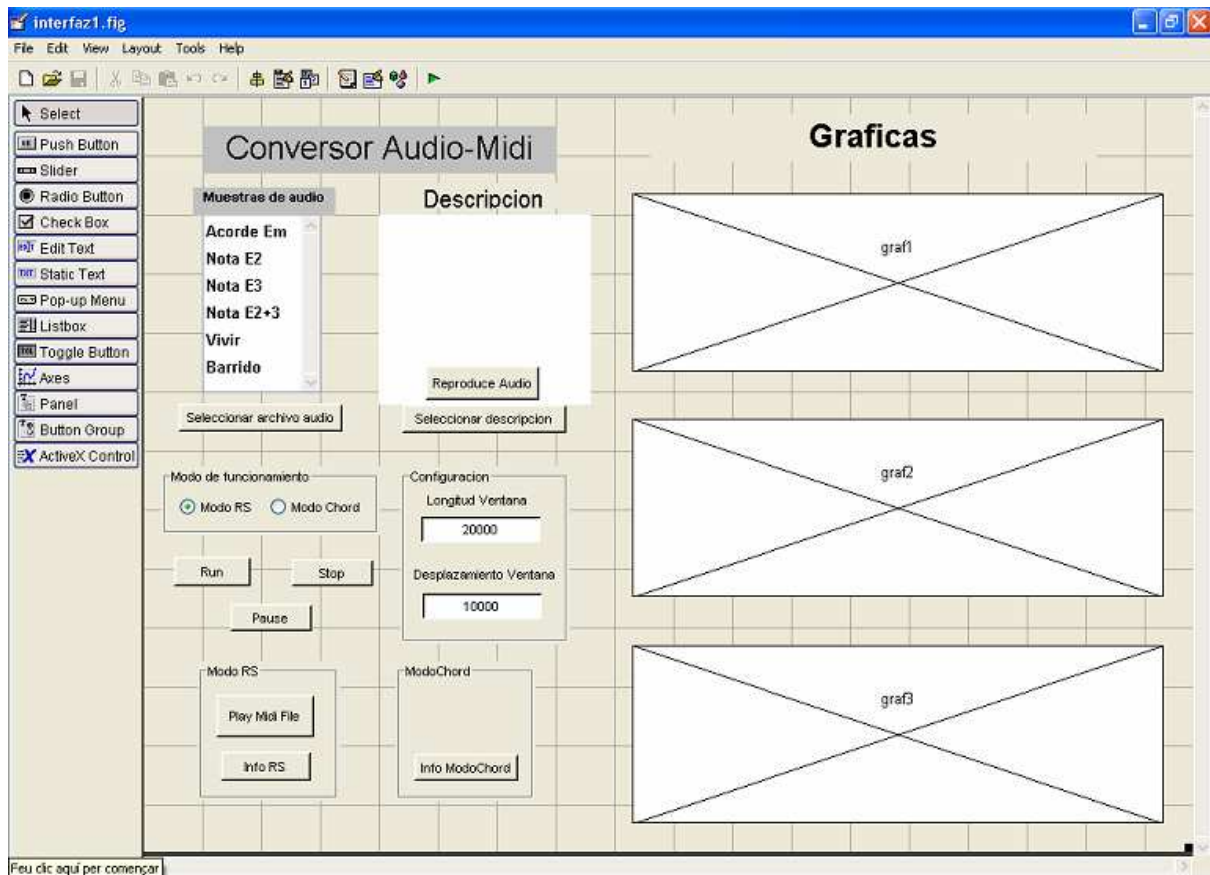 interfaz1.fig
File Edit View Layout Tools Help
Select
Push Button
Slider
Radio Button
Check Box
Edit Text
Static Text
Pop-up Menu
Listbox
Toggle Button
Axes
Panel
Button Group
ActiveX Control
Conversor Audio-Midi
Muestras de audio
Acorde Em
Nota E2
Nota E3
Nota E2+3
Vivir
Barrido
Seleccionar archivo audio
Descripcion
Reproduce Audio
Seleccionar descripcion
Modo de funcionamiento
Modo RS Modo Chord
Run Stop
Pause
Configuracion
Longitud Ventana
20000
Desplazamiento Ventana
10000
Modo RS
Play Midi File
Info RS
ModoChord
Info ModoChord
Graficas
graf1
graf2
graf3
Feu clic aquí per començar